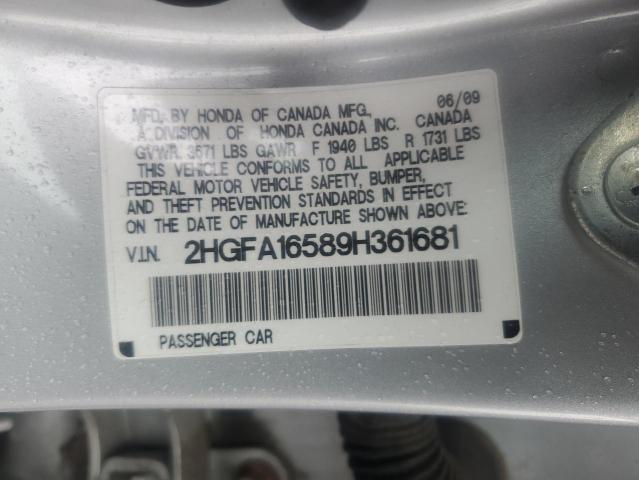 MFD. BY HONDA OF CANADA MFG., 06/09
A DIVISION OF HONDA CANADA INC. CANADA
GVWR 3671 LBS GAWR F 1940 LBS R 1731 LBS
THIS VEHICLE CONFORMS TO ALL APPLICABLE
FEDERAL MOTOR VEHICLE SAFETY, BUMPER,
AND THEFT PREVENTION STANDARDS IN EFFECT
ON THE DATE OF MANUFACTURE SHOWN ABOVE.
V.I.N. 2HGFA16589H361681
PASSENGER CAR